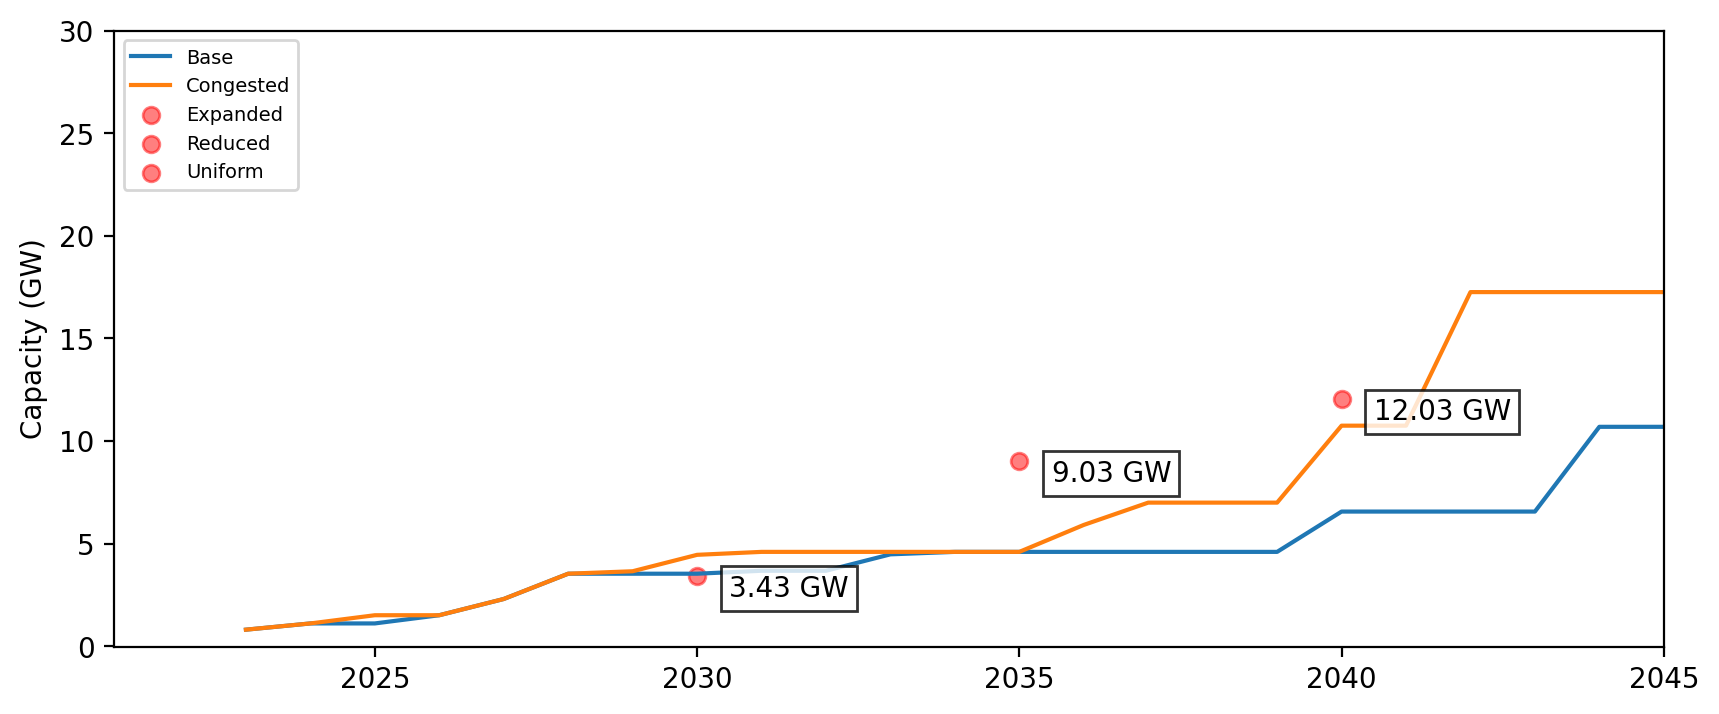 30
25
20
15
10
5
0
Capacity (GW)
Base
Congested
Expanded
Reduced
Uniform
12.03 GW
9.03 GW
3.43 GW
2025
2030
2035
2040
2045